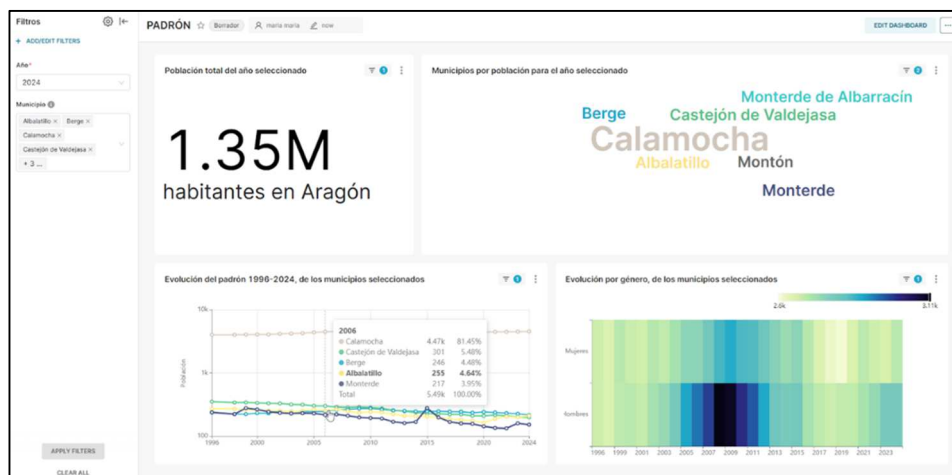 Filtros
+ ADD/EDIT FILTERS
Año*
2024
Municipio
Albalatillo × Berge ×
Calamocha ×
Castejón de Valdejasa ×
+ 3 ...
APPLY FILTERS
CLEAR ALL
PADRÓN Borrador maria maria now
EDIT DASHBOARD
Población total del año seleccionado 1
1.35M
habitantes en Aragón
Municipios por población para el año seleccionado 2
Monterde de Albarracín
Berge
Castejón de Valdejasa
Calamocha
Albalatillo
Montón
Monterde
Evolución del padrón 1996-2024, de los municipios seleccionados 1
Población
10k
1k
100
1996 2000 2005 2010 2015 2020 2024
2006
Calamocha 4.47k 81.45%
Castejón de Valdejasa 301 5.48%
Berge 246 4.48%
Albalatillo 255 4.64%
Monterde 217 3.95%
Total 5.49k 100.00%
Evolución por género, de los municipios seleccionados 1
2.6k 3.11k
Mujeres
Hombres
1996 1999 2001 2003 2005 2007 2009 2011 2013 2015 2017 2019 2021 2023